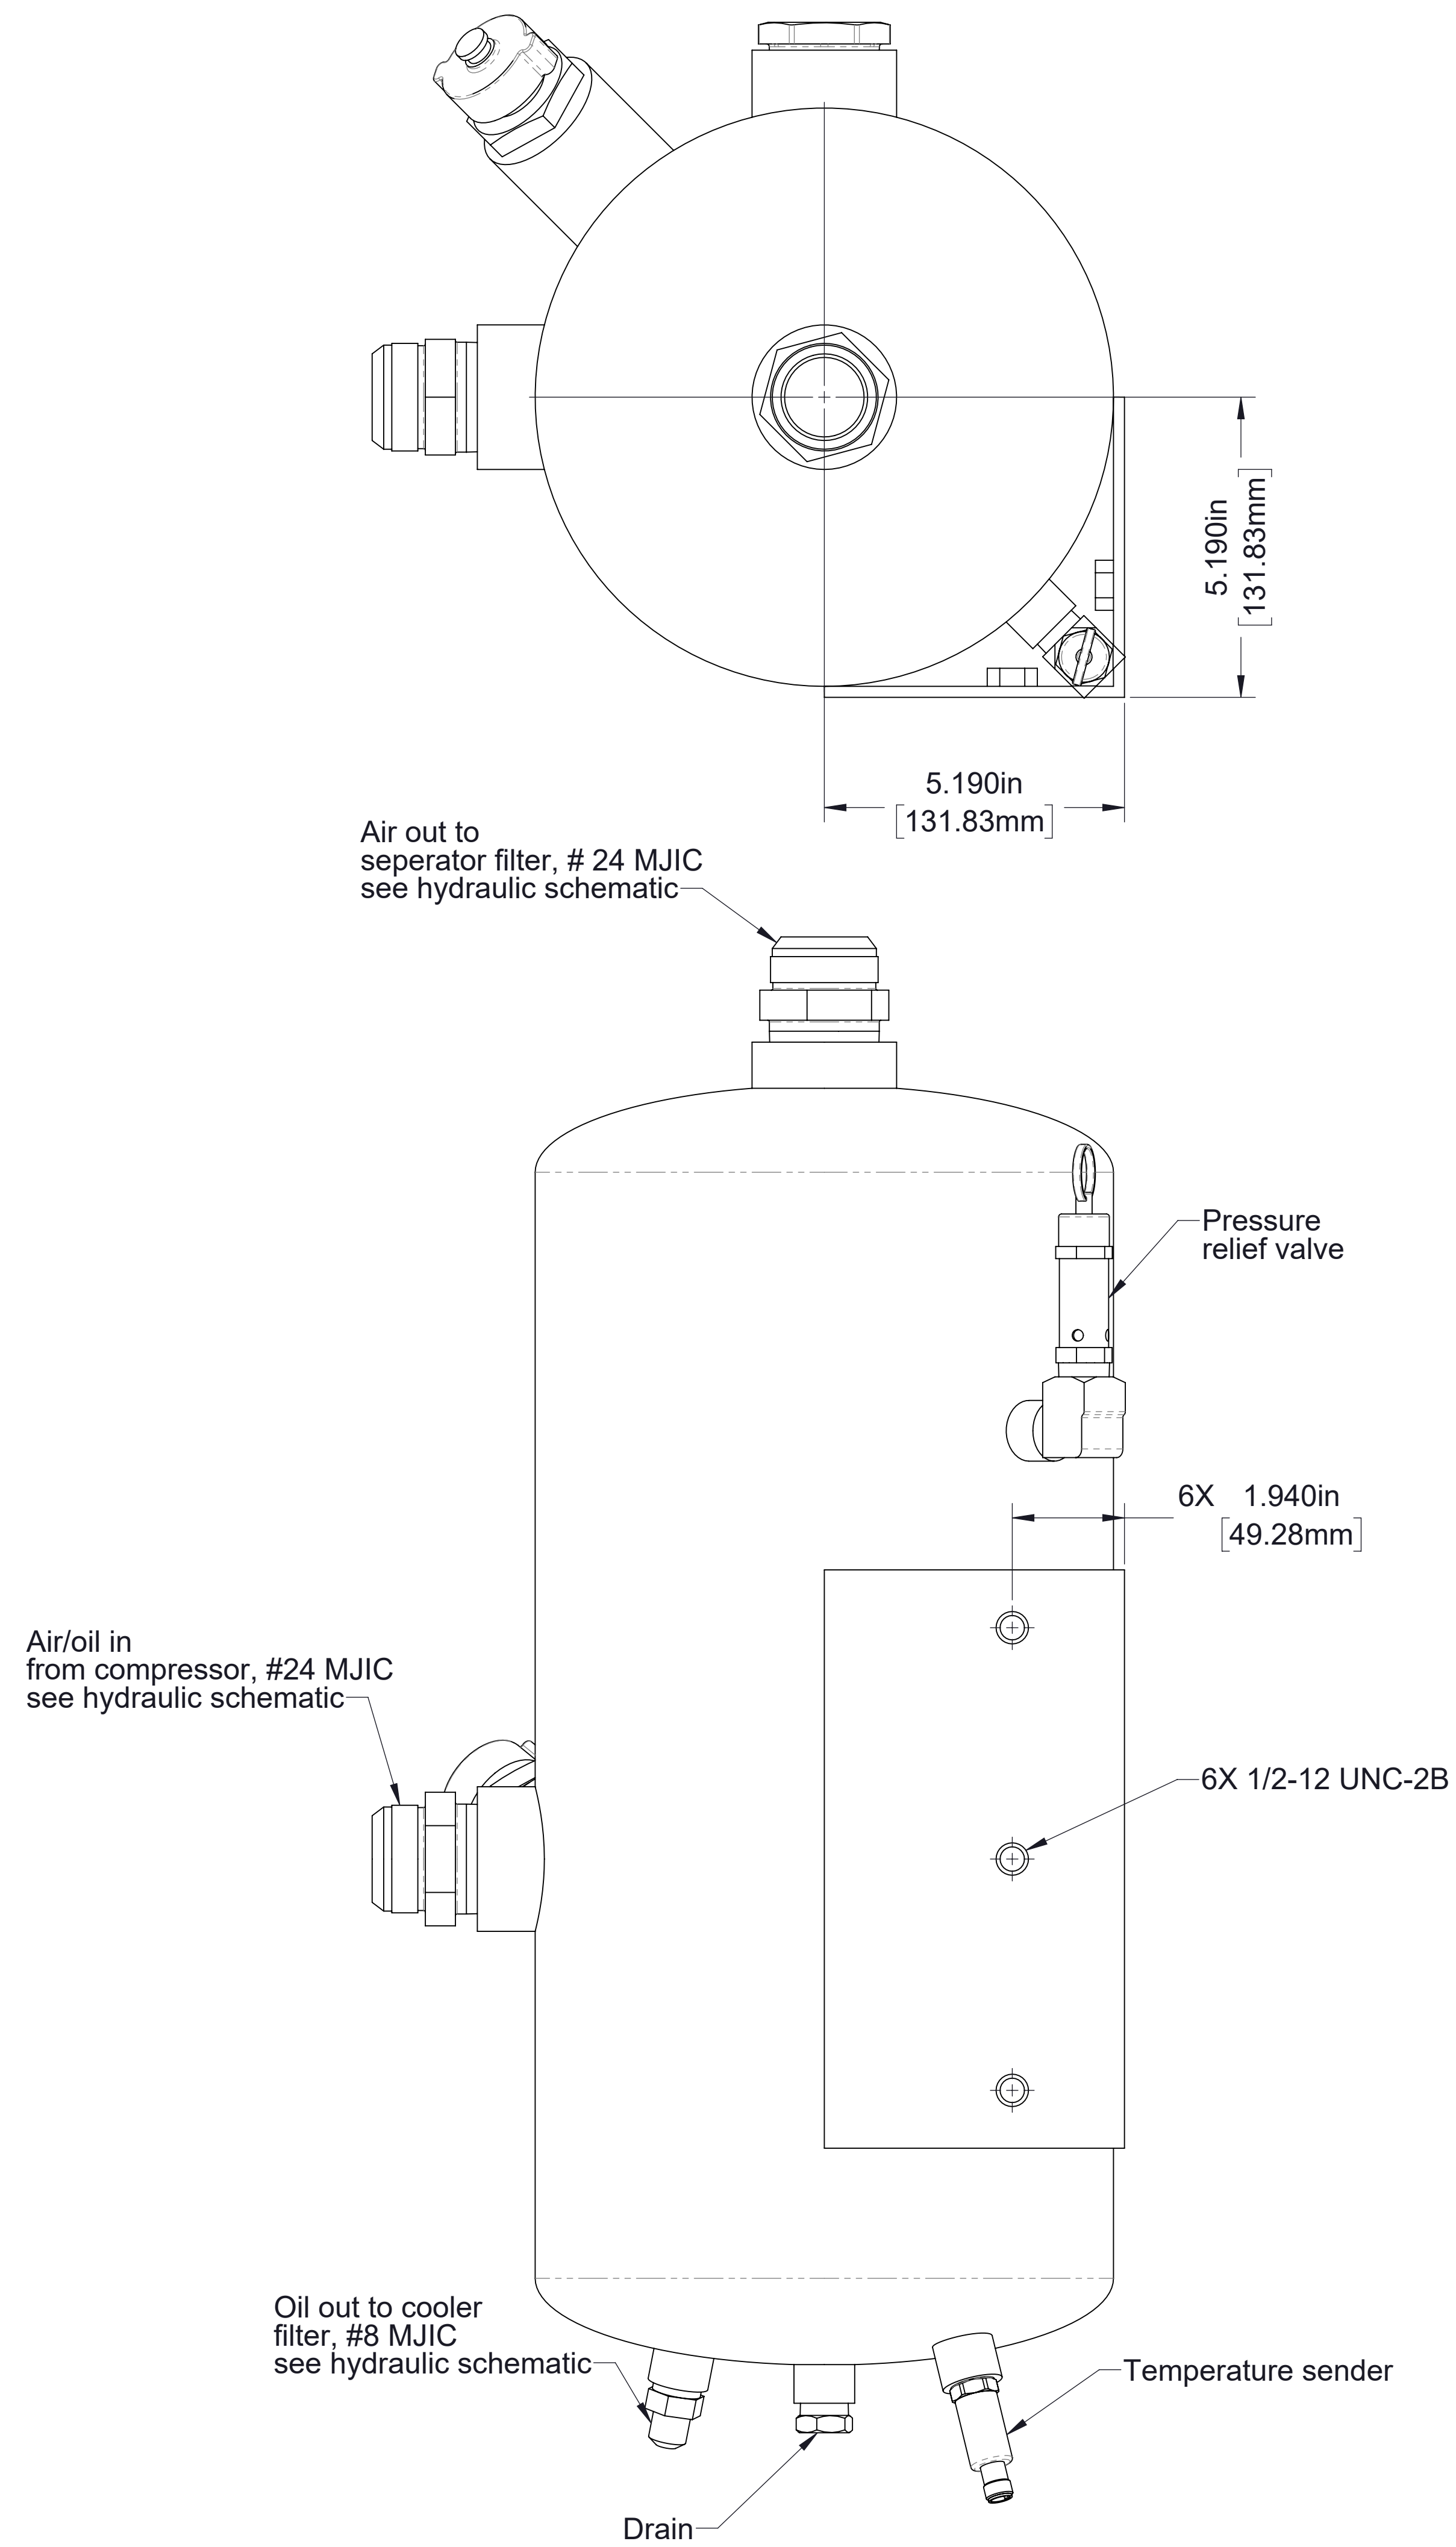 5.190in
[131.83mm]
5.190in
[131.83mm]
Air out to
seperator filter, # 24 MJIC
see hydraulic schematic
Pressure
relief valve
6X 1.940in
[49.28mm]
Air/oil in
from compressor, #24 MJIC
see hydraulic schematic
6X 1/2-12 UNC-2B
Oil out to cooler
filter, #8 MJIC
see hydraulic schematic
Temperature sender
Drain